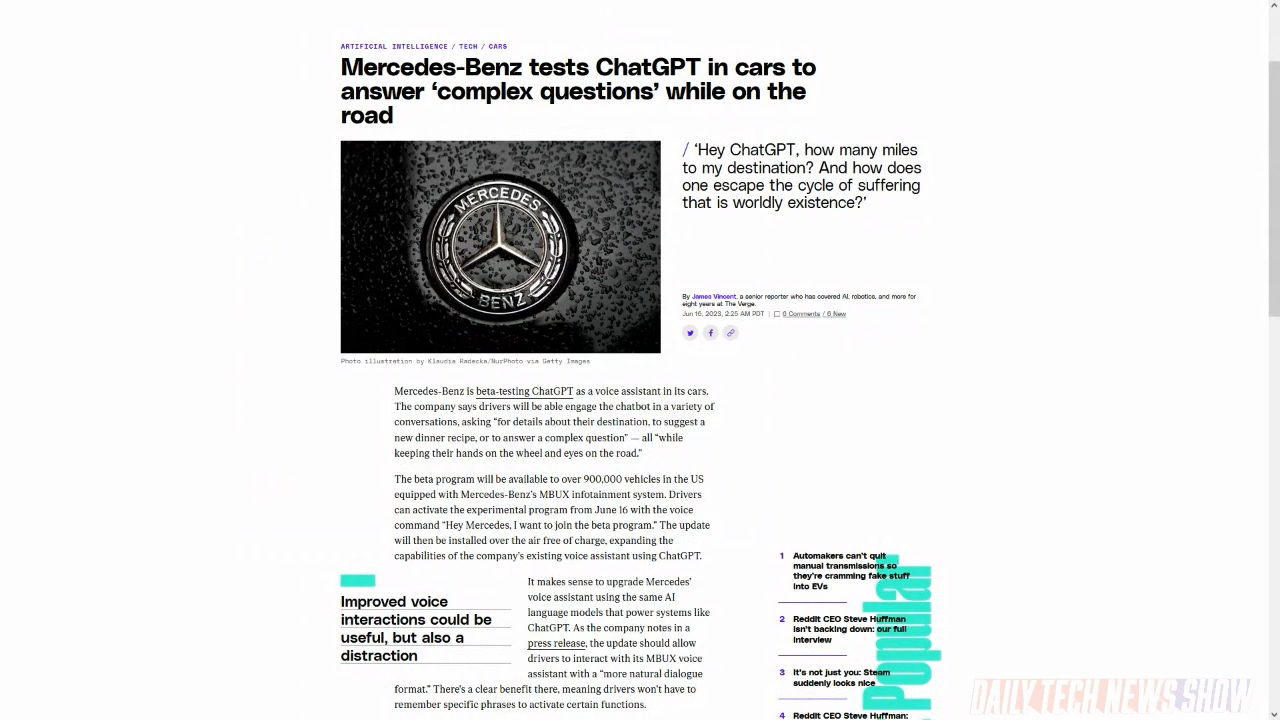 ARTIFICIAL INTELLIGENCE / TECH / CARS
Mercedes-Benz tests ChatGPT in cars to
answer ‘complex questions’ while on the
road
MERCEDES
BENZ
/ ‘Hey ChatGPT, how many miles
to my destination? And how does
one escape the cycle of suffering
that is worldly existence?’
By James Vincent, a senior reporter who has covered AI, robotics, and more for
eight years at The Verge.
Jun 16, 2023, 2:25 AM PDT | 6 Comments / 6 New
Photo illustration by Klaudia Radecka/NurPhoto via Getty Images
Mercedes-Benz is beta-testing ChatGPT as a voice assistant in its cars.
The company says drivers will be able engage the chatbot in a variety of
conversations, asking “for details about their destination, to suggest a
new dinner recipe, or to answer a complex question” — all “while
keeping their hands on the wheel and eyes on the road.”
The beta program will be available to over 900,000 vehicles in the US
equipped with Mercedes-Benz’s MBUX infotainment system. Drivers
can activate the experimental program from June 16 with the voice
command “Hey Mercedes, I want to join the beta program.” The update
will then be installed over the air free of charge, expanding the
capabilities of the company’s existing voice assistant using ChatGPT.
Improved voice
interactions could be
useful, but also a
distraction
It makes sense to upgrade Mercedes’
voice assistant using the same AI
language models that power systems like
ChatGPT. As the company notes in a
press release, the update should allow
drivers to interact with its MBUX voice
assistant with a “more natural dialogue
format.” There’s a clear benefit there, meaning drivers won’t have to
remember specific phrases to activate certain functions.
Popular
1 Automakers can’t quit
manual transmissions so
they’re cramming fake stuff
into EVs
2 Reddit CEO Steve Huffman
isn’t backing down: our full
interview
3 It’s not just you: Steam
suddenly looks nice
4 Reddit CEO Steve Huffman:
DAILY TECH NEWS SHOW